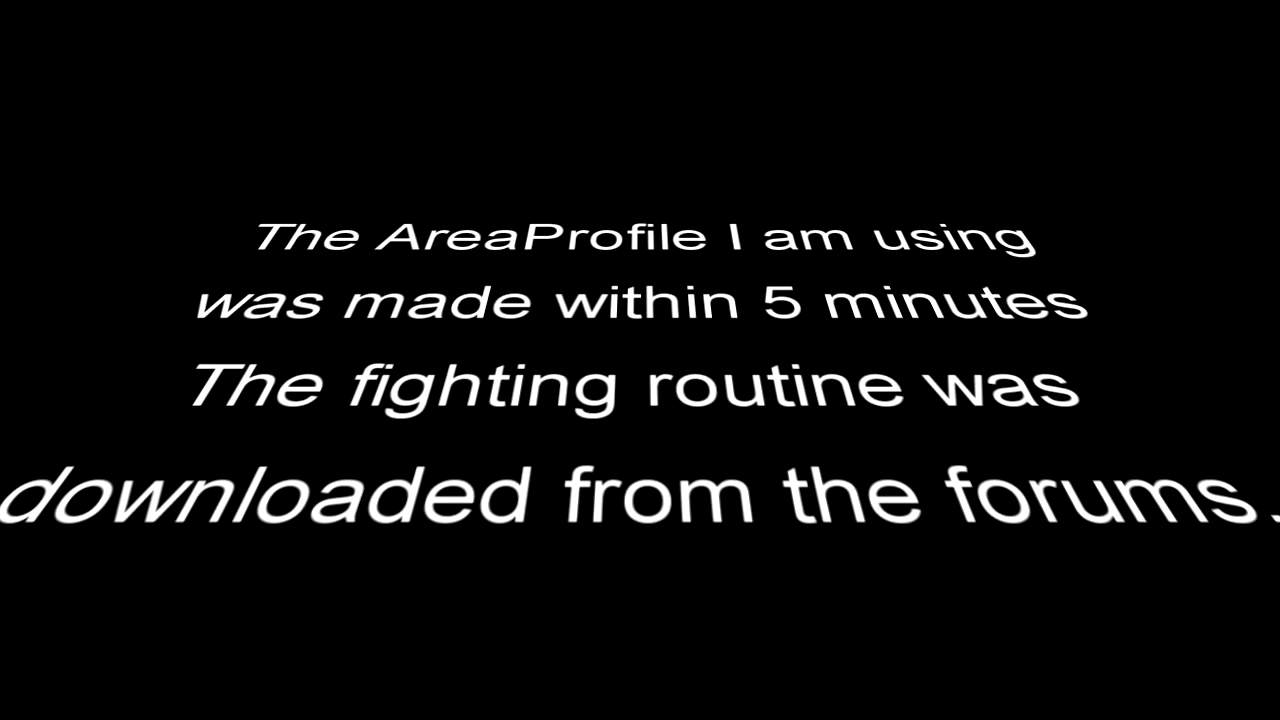 The AreaProfile I am using
was made within 5 minutes
The fighting routine was
downloaded from the forums.